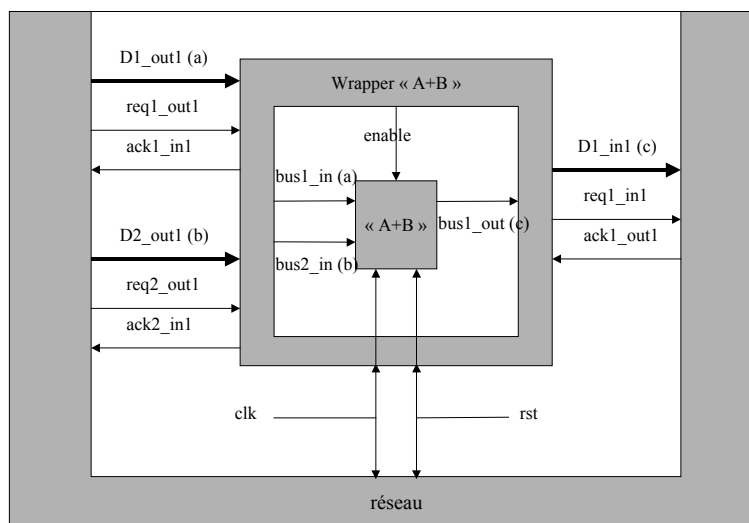 D1_out1 (a)
req1_out1
ack1_in1
D2_out1 (b)
req2_out1
ack2_in1
Wrapper « A+B »
enable
bus1_in (a)
« A+B »
bus1_out (c)
bus2_in (b)
D1_in1 (c)
req1_in1
ack1_out1
clk
rst
réseau